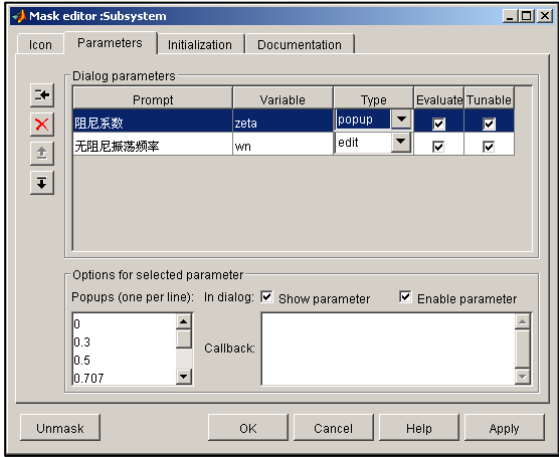 Mask editor :Subsystem
Icon Parameters Initialization Documentation
Dialog parameters
Prompt Variable Type Evaluate Tunable
阻尼系数 zeta popup
无阻尼振荡频率 wn edit
Options for selected parameter
Popups (one per line): In dialog: Show parameter Enable parameter
0
0.3
0.5
0.707
Callback:
Unmask OK Cancel Help Apply